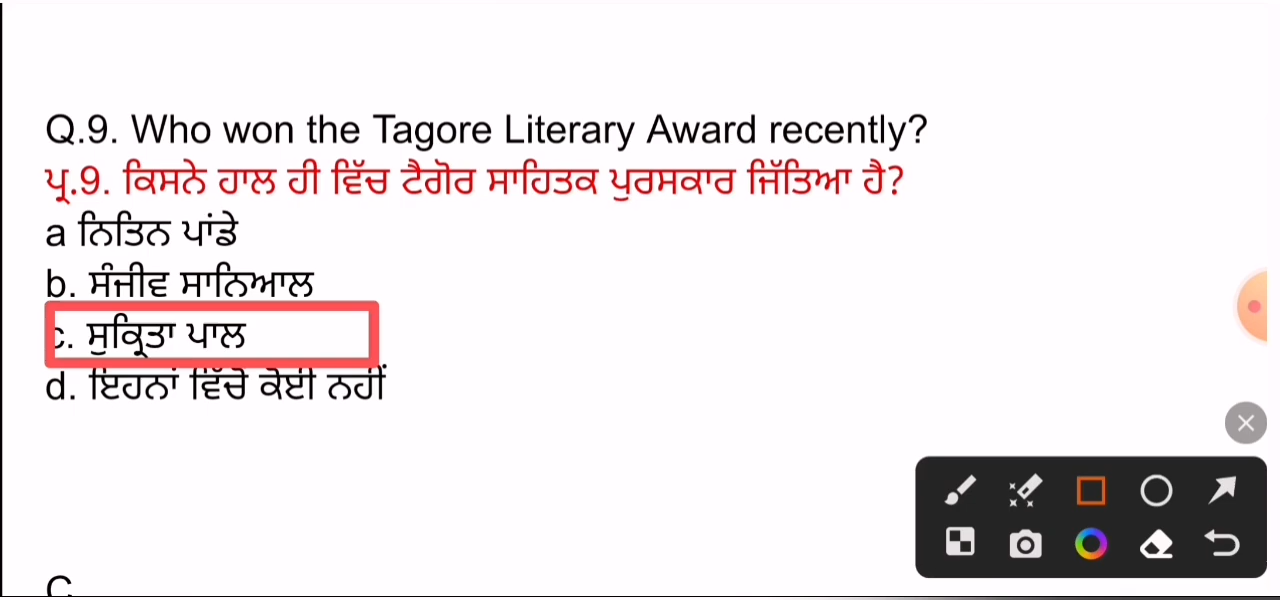 Q.9. Who won the Tagore Literary Award recently?
ਪ੍ਰ.9. ਕਿਸਨੇ ਹਾਲ ਹੀ ਵਿੱਚ ਟੈਗੋਰ ਸਾਹਿਤਕ ਪੁਰਸਕਾਰ ਜਿੱਤਿਆ ਹੈ?
a ਨਿਤਿਨ ਪਾਂਡੇ
b. ਸੰਜੀਵ ਸਾਨਿਆਲ
c. ਸੁਕ੍ਰਿਤਾ ਪਾਲ
d. ਇਹਨਾਂ ਵਿੱਚੋਂ ਕੋਈ ਨਹੀਂ
C